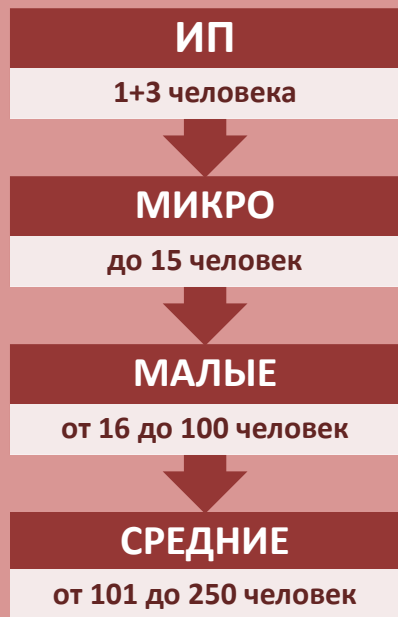 ИП
1+3 человека
МИКРО
до 15 человек
МАЛЫЕ
от 16 до 100 человек
СРЕДНИЕ
от 101 до 250 человек